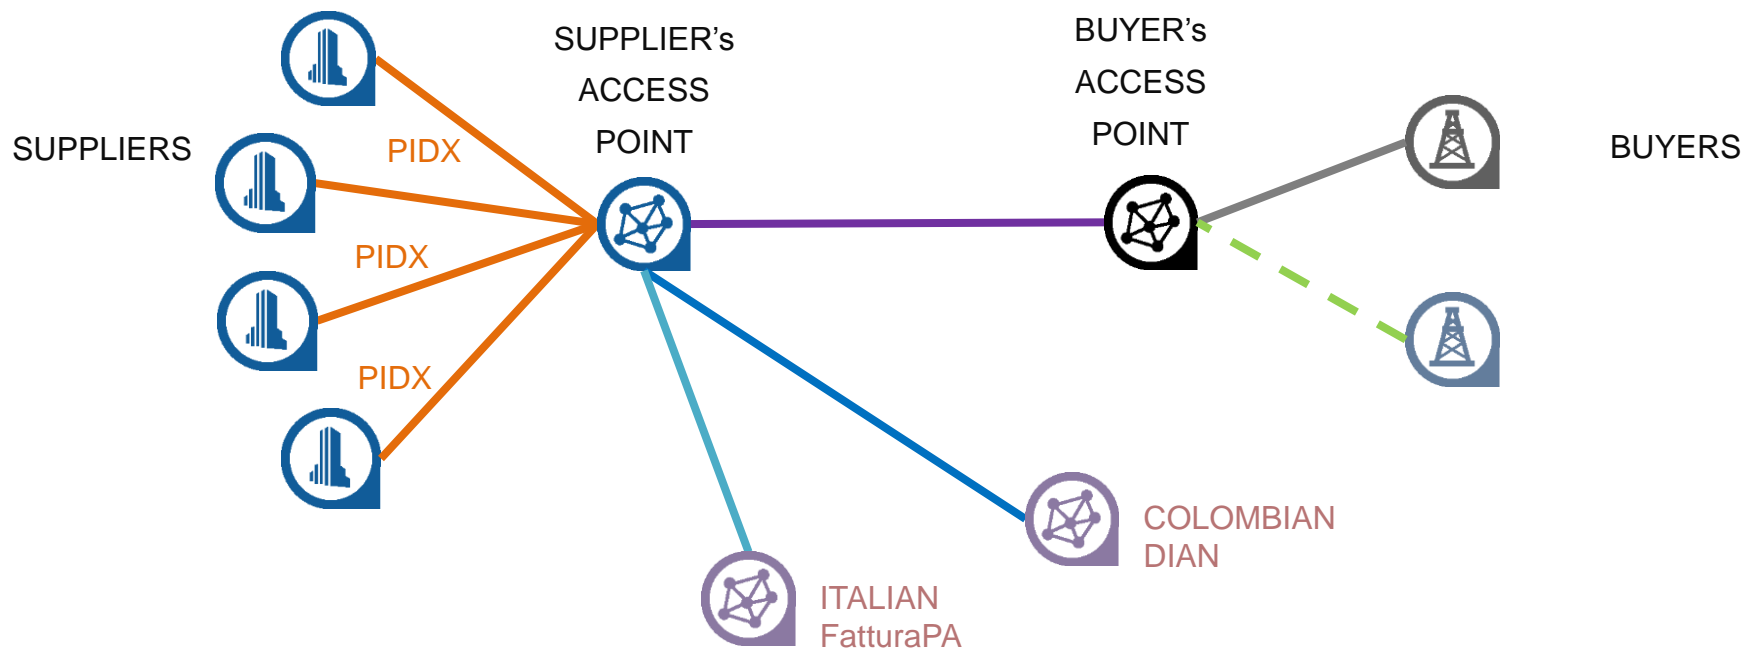 SUPPLIER's
ACCESS
POINT
BUYER's
ACCESS
POINT
SUPPLIERS
BUYERS
PIDX
PIDX
PIDX
COLOMBIAN
DIAN
ITALIAN
FatturaPA